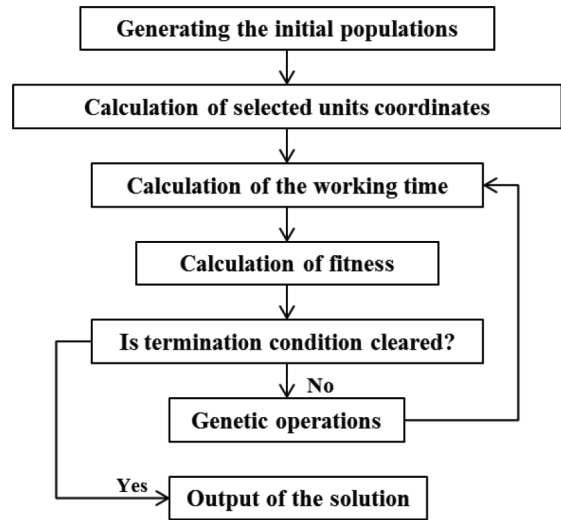 Generating the initial populations
Calculation of selected units coordinates
Calculation of the working time
Calculation of fitness
Is termination condition cleared?
No
Genetic operations
Yes
Output of the solution